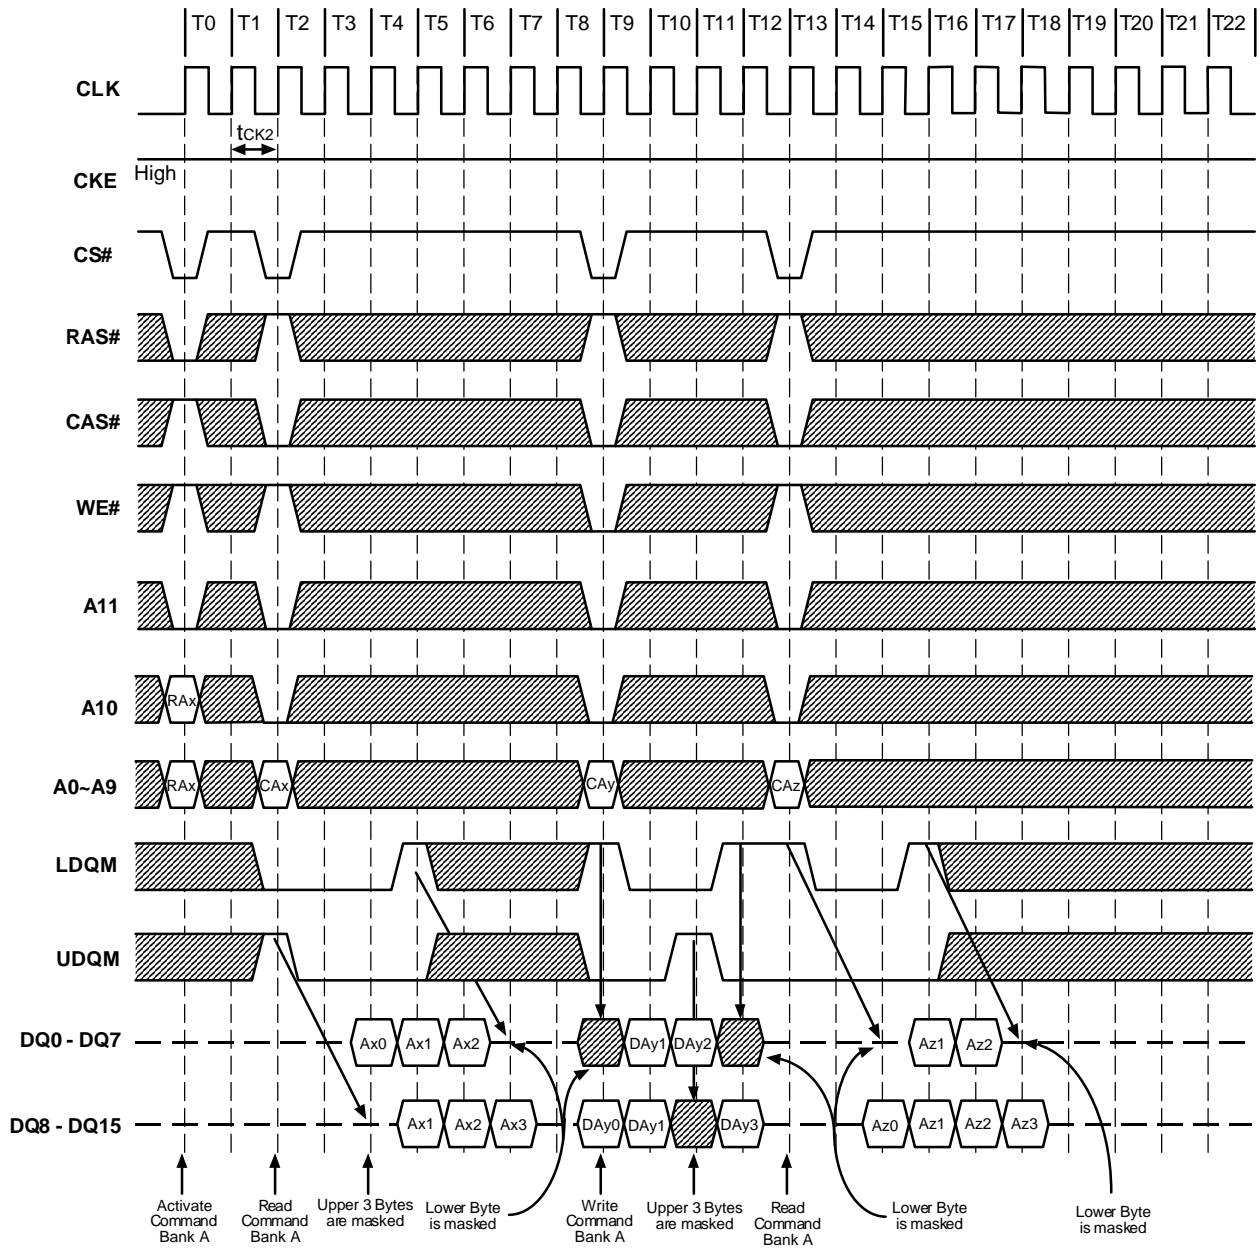 T0 T1 T2 T3 T4 T5 T6 T7 T8 T9 T10 T11 T12 T13 T14 T15 T16 T17 T18 T19 T20 T21 T22
CLK
tCK2
High
CKE
CS#
RAS#
CAS#
WE#
A11
A10 RAx
A0~A9 RAx CAx CAy CAz
LDQM
UDQM
DQ0 - DQ7 Ax0 Ax1 Ax2 DAy1 DAy2 Az1 Az2
DQ8 - DQ15 Ax1 Ax2 Ax3 DAy0 DAy1 DAy3 Az0 Az1 Az2 Az3
Activate
Command
Bank A
Read
Command
Bank A
Upper 3 Bytes
are masked
Lower Byte
is masked
Write
Command
Bank A
Upper 3 Bytes
are masked
Read
Command
Bank A
Lower Byte
is masked
Lower Byte
is masked